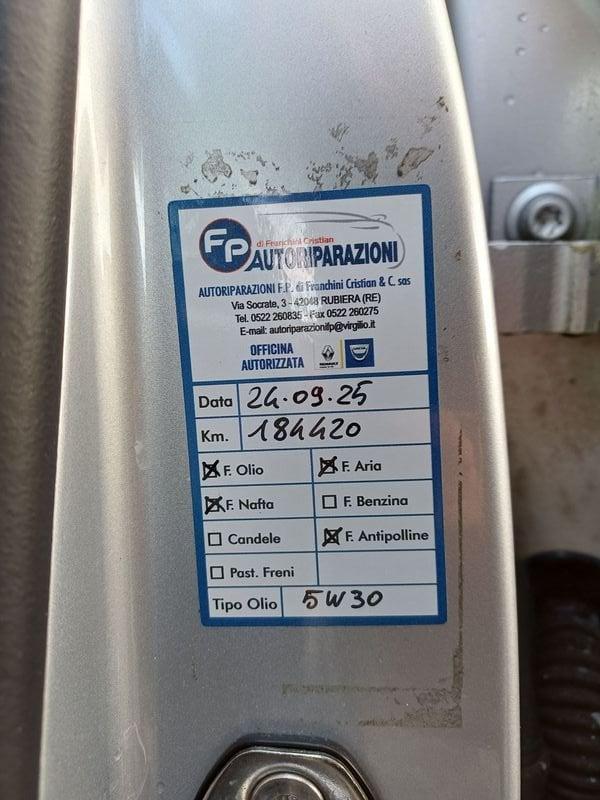 FP di Franchini Cristian
AUTORIPARAZIONI
AUTORIPARAZIONI F.P. di Franchini Cristian & C. sas
Via Socrate, 3 - 42048 RUBIERA (RE)
Tel. 0522 260835 - Fax 0522 260275
E-mail: autoriparazionifp@virgilio.it
OFFICINA
AUTORIZZATA
RENAULT
Data 24.09.25
Km. 184420
F. Olio F. Aria
F. Nafta F. Benzina
Candele F. Antipolline
Past. Freni
Tipo Olio 5W30